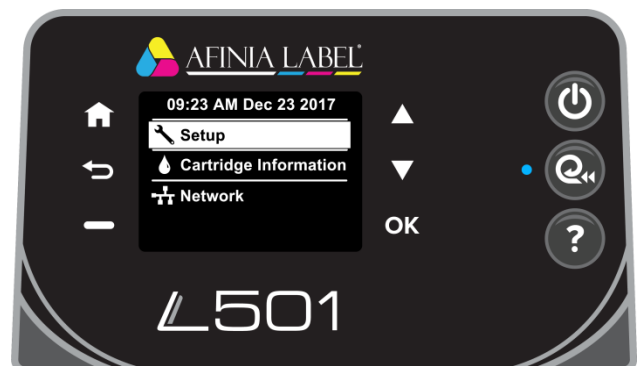 AFINIA LABEL
09:23 AM Dec 23 2017
Setup
Cartridge Information
Network
OK
?
L501